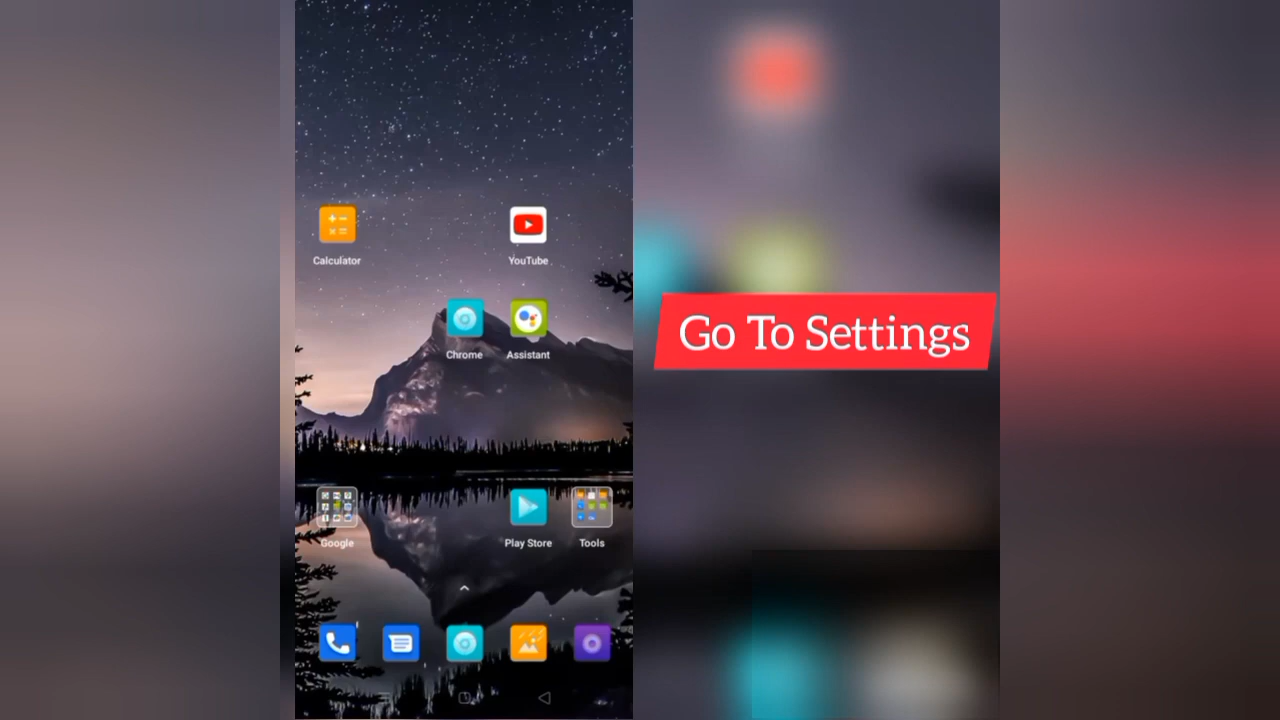 Calculator
YouTube
Chrome
Assistant
Go To Settings
Google
Play Store
Tools